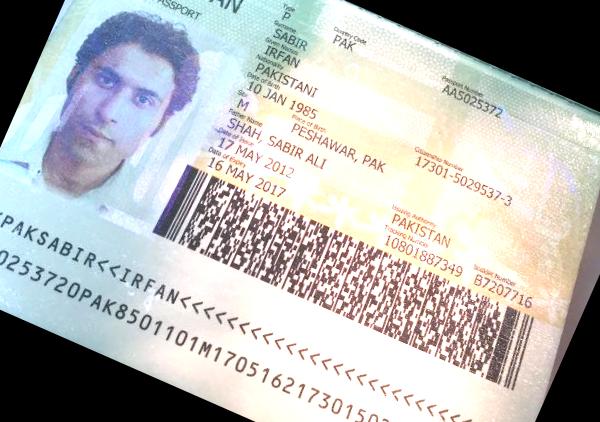 AN
PASSPORT
Type
P
Country Code
PAK
Passport Number
AA5025372
Surname
SABIR
Given Names
IRFAN
Nationality
PAKISTANI
Date of Birth
10 JAN 1985
Citizenship Number
17301-5029537-3
Sex
M
Place of Birth
PESHAWAR, PAK
Father Name
SHAH, SABIR ALI
Date of Issue
17 MAY 2012
Date of Expiry
16 MAY 2017
Issuing Authority
PAKISTAN
Tracking Number
10801887349
Booklet Number
B7207716
PAKSABIR<<IRFAN<<<<<<<<<<<<<<<<<<<<<<
0253720PAK8501101M17051621730150